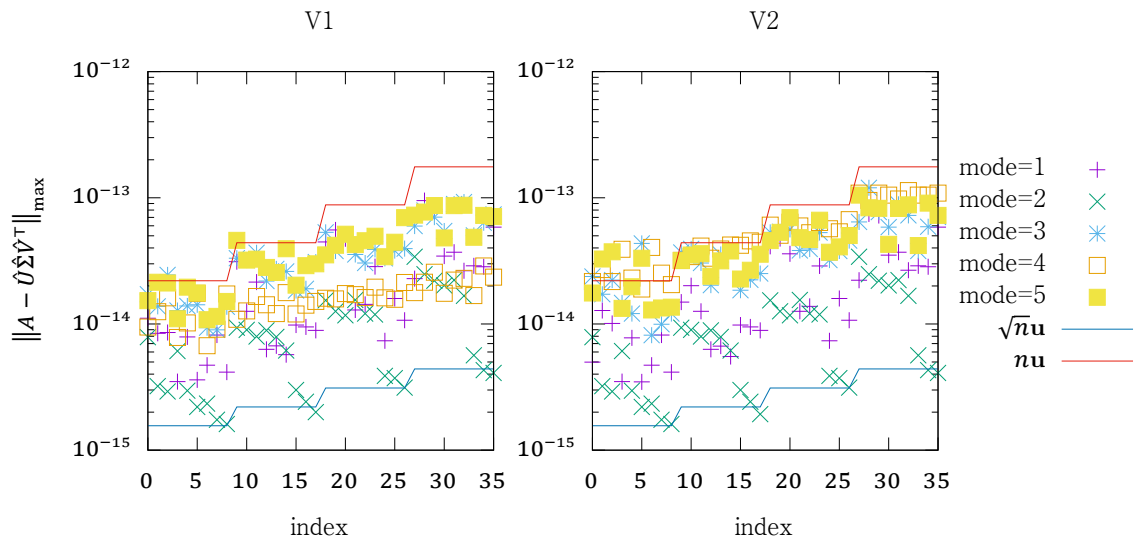 V1
V2
‖A − ÛΣ̂V̂ᵀ‖max
10⁻¹²
10⁻¹³
10⁻¹⁴
10⁻¹⁵
0 5 10 15 20 25 30 35
index
10⁻¹²
10⁻¹³
10⁻¹⁴
10⁻¹⁵
0 5 10 15 20 25 30 35
index
mode=1
mode=2
mode=3
mode=4
mode=5
√nu
nu